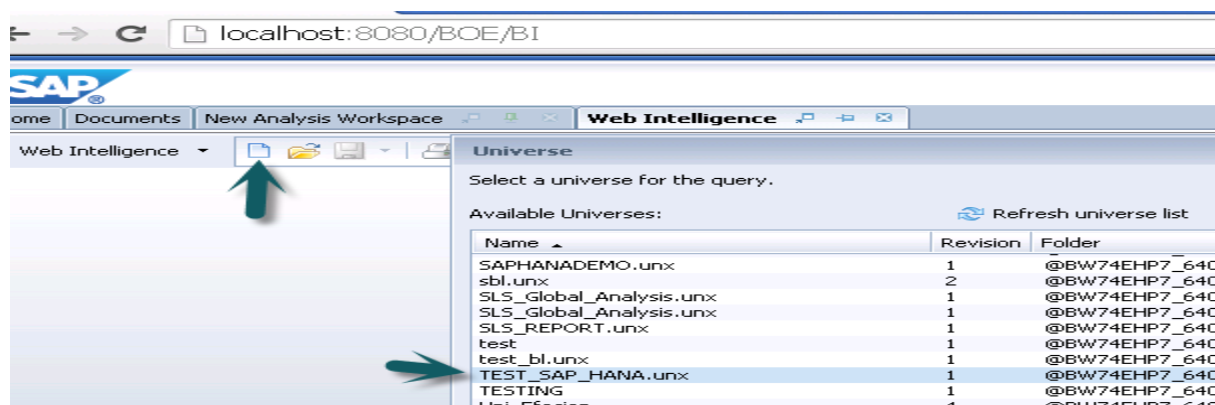 localhost:8080/BOE/BI
SAP
ome Documents New Analysis Workspace Web Intelligence
Web Intelligence
Universe
Select a universe for the query.
Available Universes: Refresh universe list
Name Revision Folder
SAPHANADEMO.unx 1 @BW74EHP7_640
sbl.unx 2 @BW74EHP7_640
SLS_Global_Analysis.unx 1 @BW74EHP7_640
SLS_Global_Analysis.unx 1 @BW74EHP7_640
SLS_REPORT.unx 1 @BW74EHP7_640
test 1 @BW74EHP7_640
test_bl.unx 1 @BW74EHP7_640
TEST_SAP_HANA.unx 1 @BW74EHP7_640
TESTING 1 @BW74EHP7_640